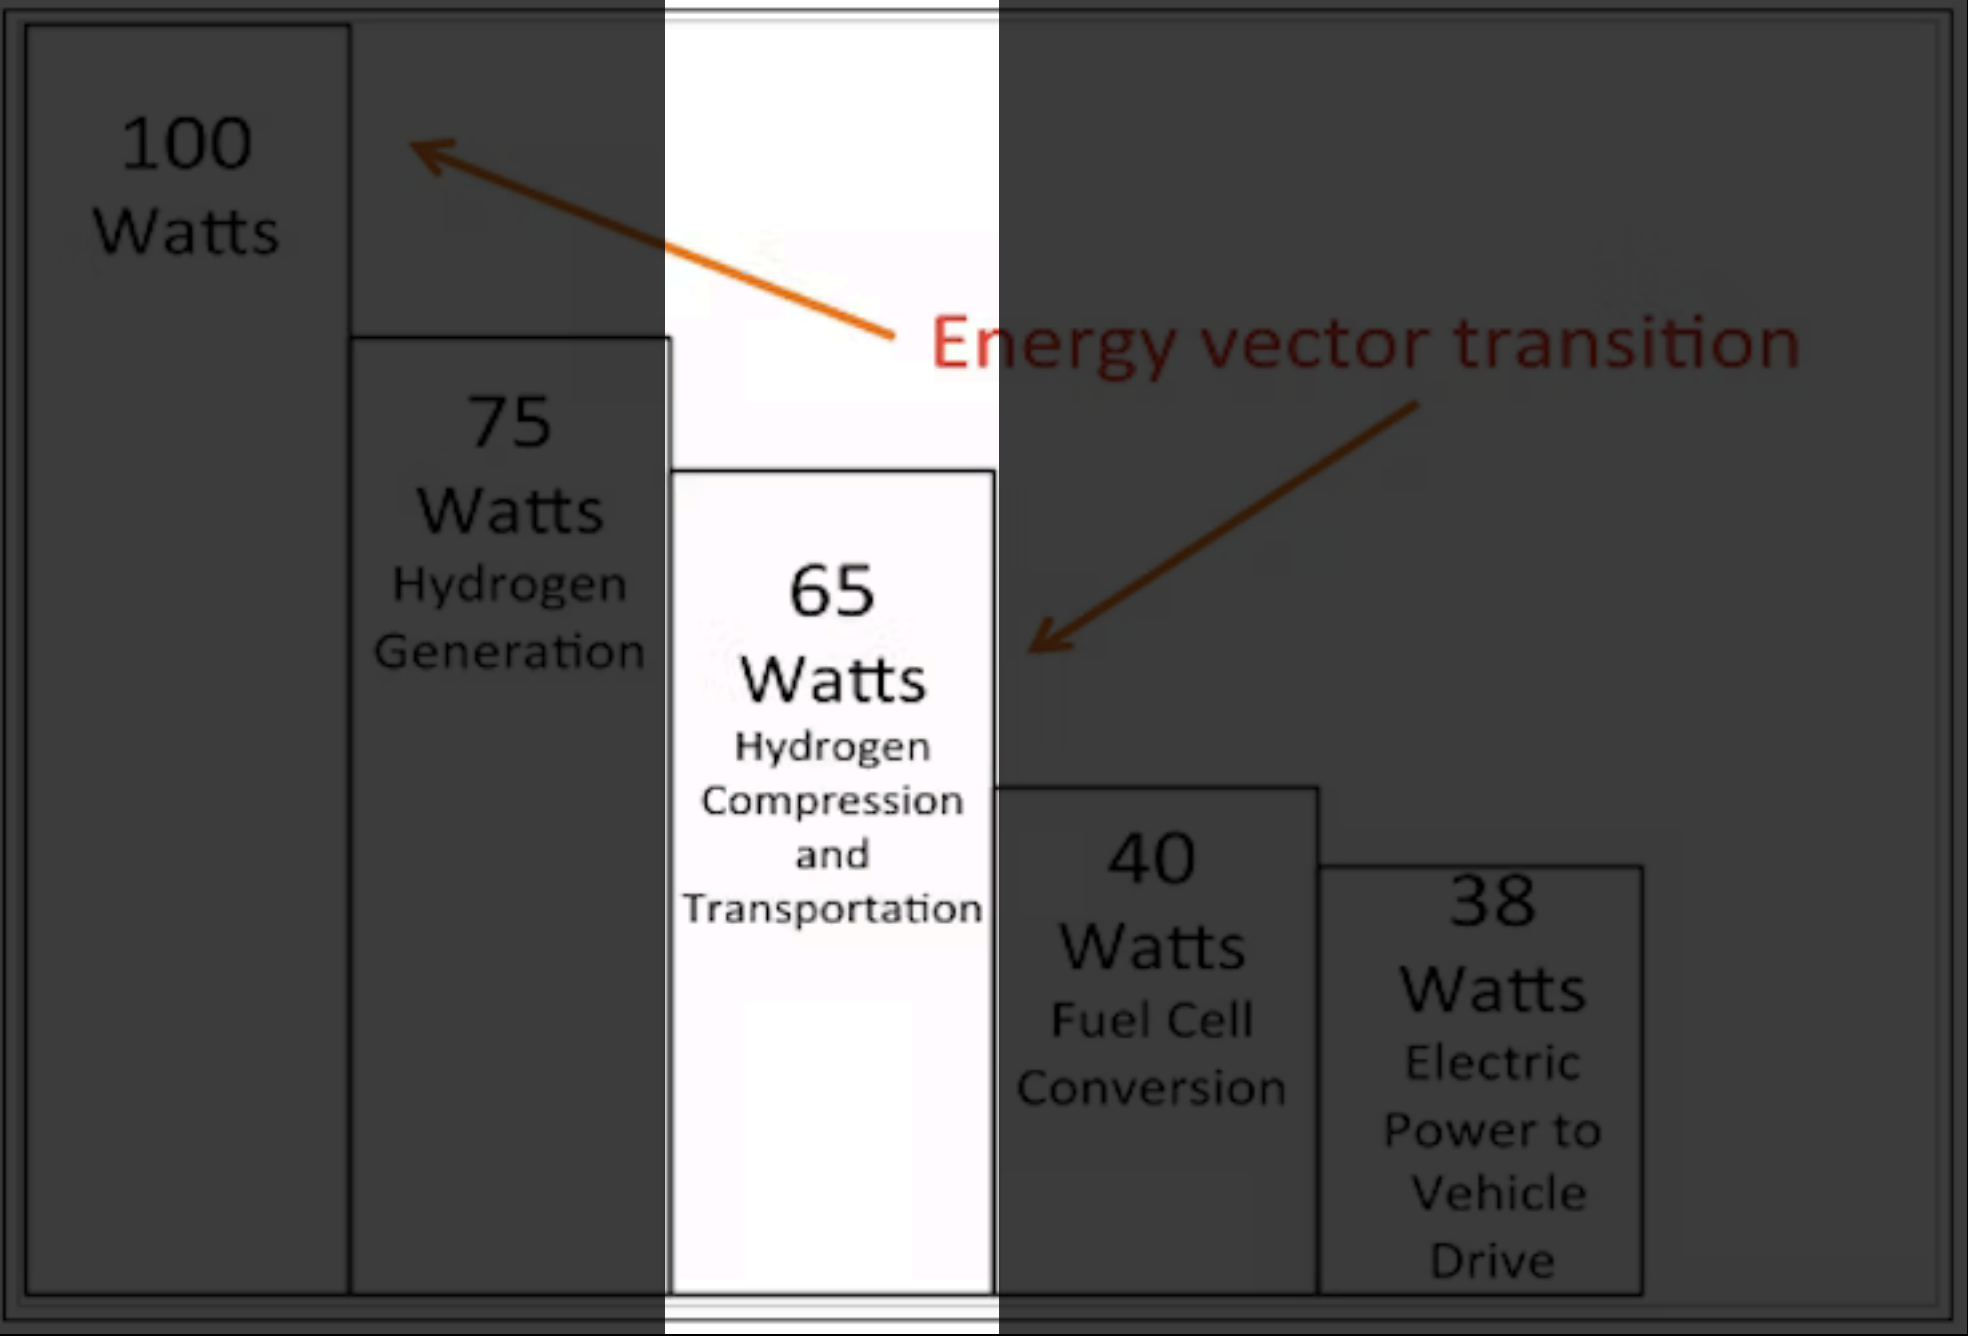 100
Watts
Energy vector transition
75
Watts
Hydrogen
Generation
65
Watts
Hydrogen
Compression
and
Transportation
40
Watts
Fuel Cell
Conversion
38
Watts
Electric
Power to
Vehicle
Drive